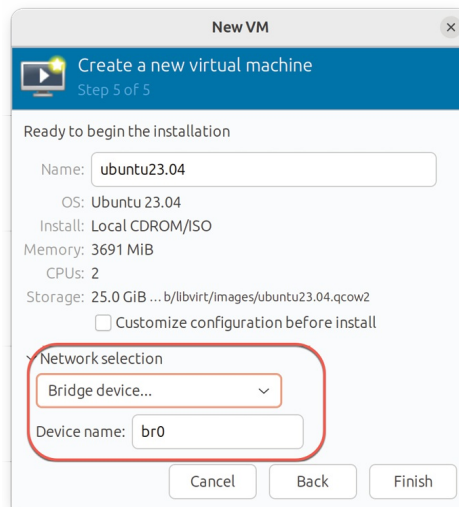 New VM
Create a new virtual machine
Step 5 of 5
Ready to begin the installation
Name: ubuntu23.04
OS: Ubuntu 23.04
Install: Local CDROM/ISO
Memory: 3691 MiB
CPUs: 2
Storage: 25.0 GiB ... b/libvirt/images/ubuntu23.04.qcow2
Customize configuration before install
Network selection
Bridge device...
Device name: br0
Cancel Back Finish